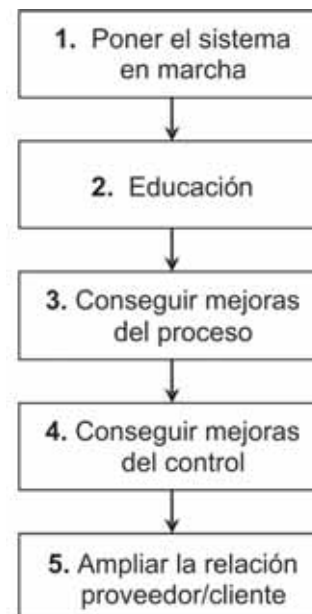 1. Poner el sistema
en marcha
2. Educación
3. Conseguir mejoras
del proceso
4. Conseguir mejoras
del control
5. Ampliar la relación
proveedor/cliente